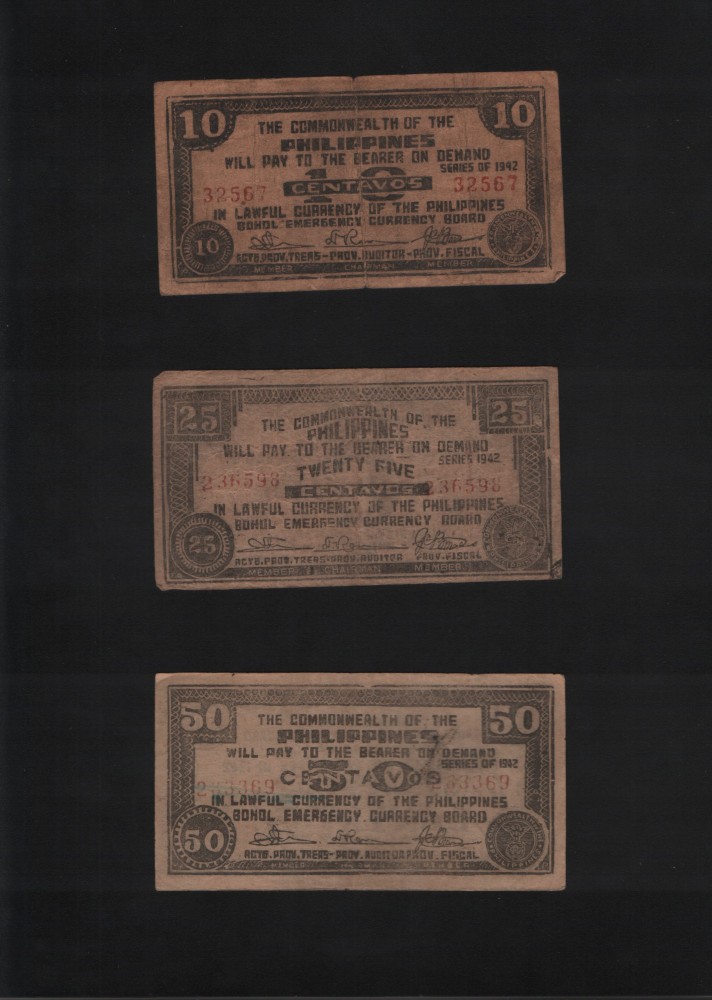 10 10
THE COMMONWEALTH OF THE
PHILIPPINES
WILL PAY TO THE BEARER ON DEMAND
SERIES OF 1942
32567 10 CENTAVOS 32567
IN LAWFUL CURRENCY OF THE PHILIPPINES
BOHOL EMERGENCY CURRENCY BOARD
10
ACTG.PROV.TREAS-PROV.AUDITOR-PROV.FISCAL
MEMBER CHAIRMAN MEMBER
25 25
THE COMMONWEALTH OF THE
PHILIPPINES
WILL PAY TO THE BEARER ON DEMAND
TWENTY FIVE SERIES 1942
236598 CENTAVOS 236598
IN LAWFUL CURRENCY OF THE PHILIPPINES
BOHOL EMERGENCY CURRENCY BOARD
25
ACTG.PROV.TREAS-PROV.AUDITOR PROV.FISCAL
MEMBER CHAIRMAN MEMBER
50 50
THE COMMONWEALTH OF THE
PHILIPPINES
WILL PAY TO THE BEARER ON DEMAND
SERIES OF 1942
CENTAVOS
IN LAWFUL CURRENCY OF THE PHILIPPINES
BOHOL EMERGENCY CURRENCY BOARD
50
ACTG.PROV.TREAS-PROV.AUDITOR PROV.FISCAL
MEMBER MEMBER